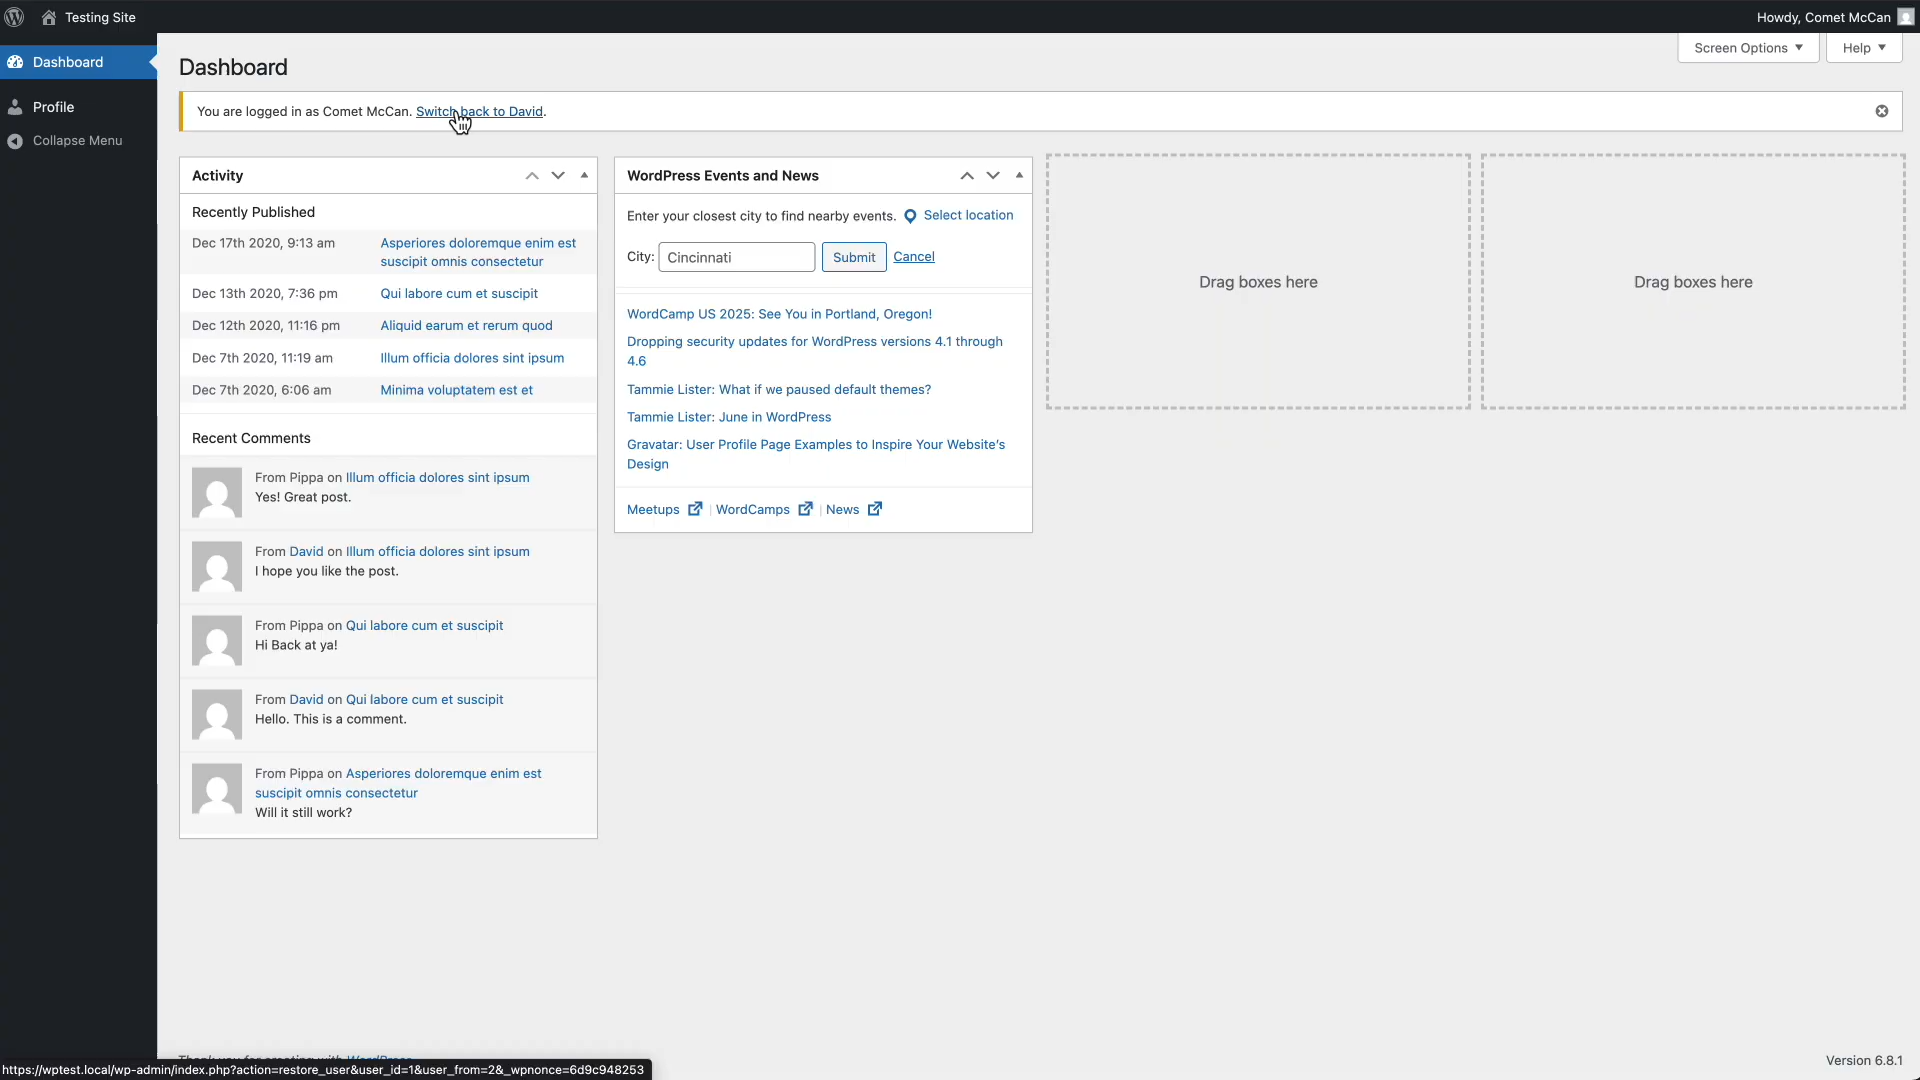 Testing Site
Howdy, Comet McCan
Dashboard
Profile
Collapse Menu
Screen Options
Help
Dashboard
You are logged in as Comet McCan. Switch back to David.
Activity
Recently Published
Dec 17th 2020, 9:13 am
Asperiores doloremque enim est
suscipit omnis consectetur
Dec 13th 2020, 7:36 pm
Qui labore cum et suscipit
Dec 12th 2020, 11:16 pm
Aliquid earum et rerum quod
Dec 7th 2020, 11:19 am
Illum officia dolores sint ipsum
Dec 7th 2020, 6:06 am
Minima voluptatem est et
Recent Comments
From Pippa on Illum officia dolores sint ipsum
Yes! Great post.
From David on Illum officia dolores sint ipsum
I hope you like the post.
From Pippa on Qui labore cum et suscipit
Hi Back at ya!
From David on Qui labore cum et suscipit
Hello. This is a comment.
From Pippa on Asperiores doloremque enim est
suscipit omnis consectetur
Will it still work?
WordPress Events and News
Enter your closest city to find nearby events. Select location
City: Cincinnati Submit Cancel
WordCamp US 2025: See You in Portland, Oregon!
Dropping security updates for WordPress versions 4.1 through
4.6
Tammie Lister: What if we paused default themes?
Tammie Lister: June in WordPress
Gravatar: User Profile Page Examples to Inspire Your Website's
Design
Meetups | WordCamps | News
Drag boxes here
Drag boxes here
Thank you for creating with WordPress.
Version 6.8.1
https://wptest.local/wp-admin/index.php?action=restore_user&user_id=1&user_from=2&_wpnonce=6d9c948253